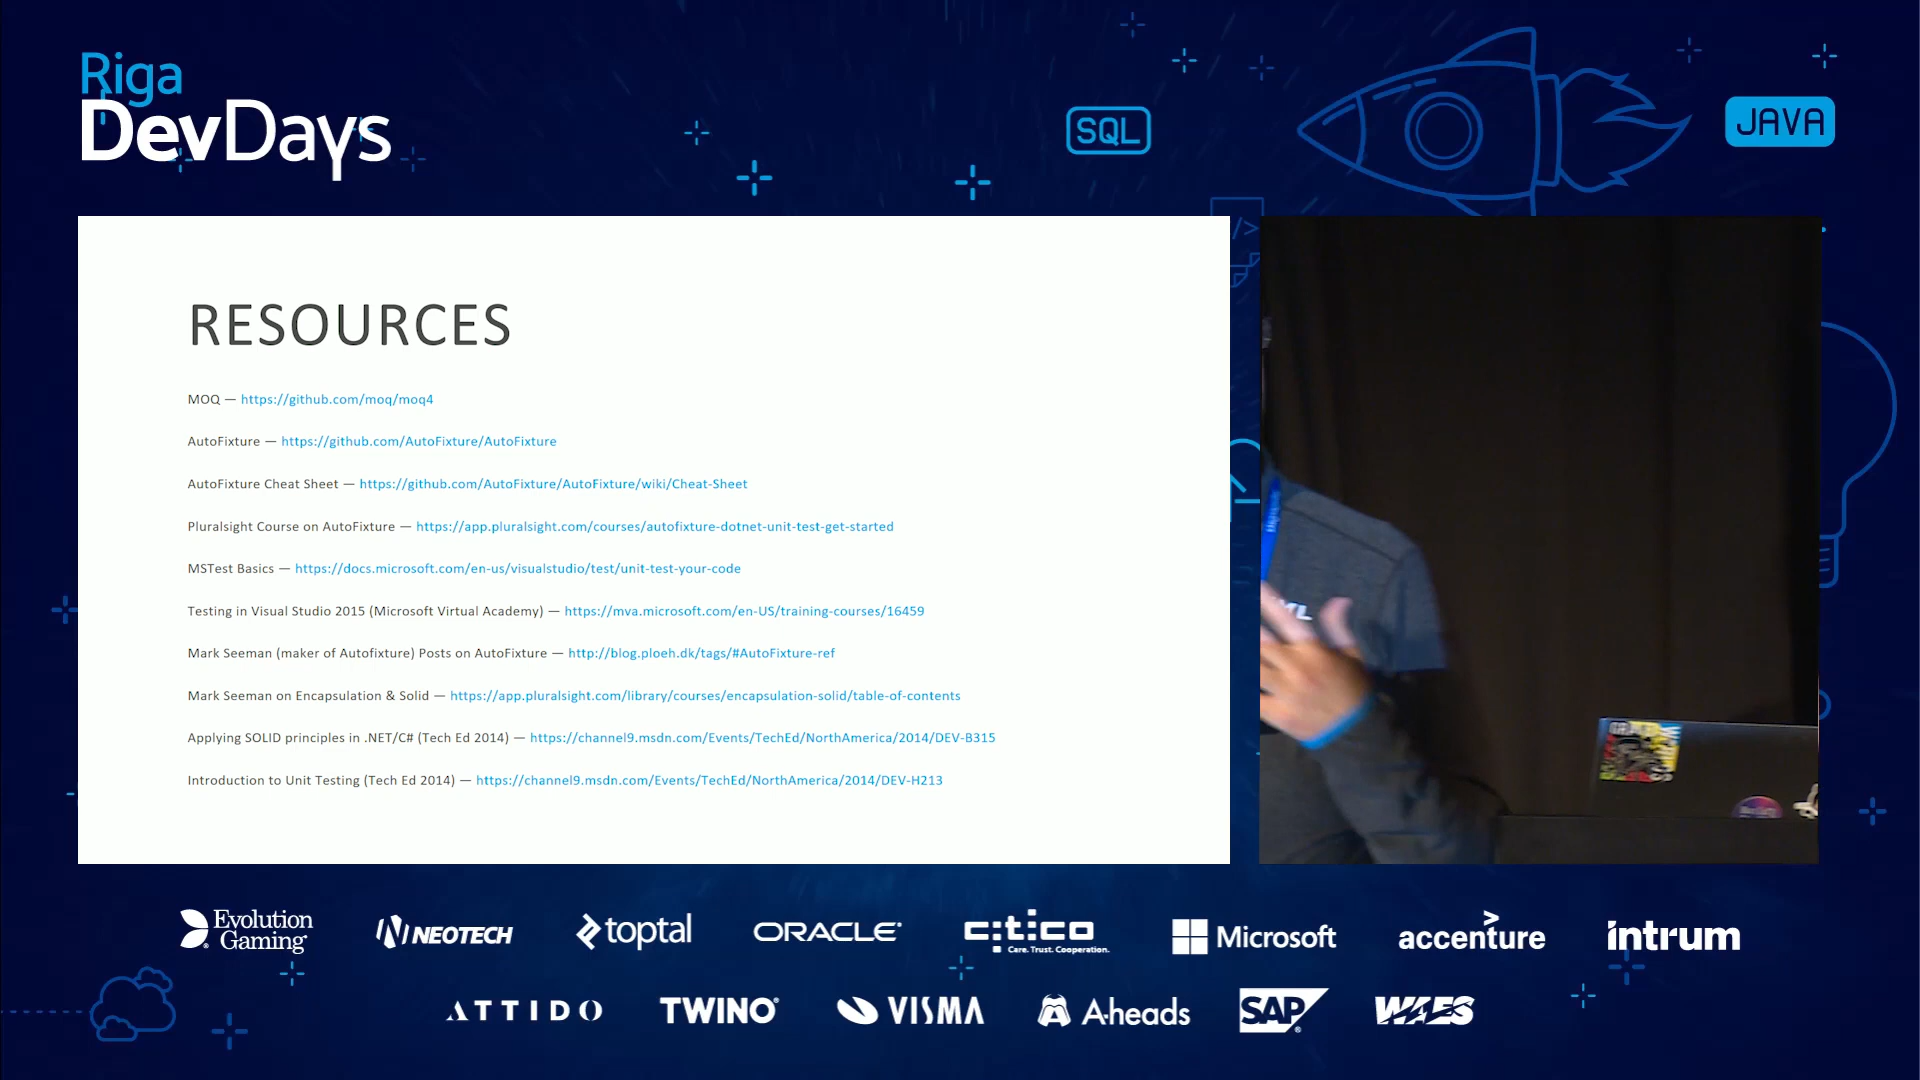 Riga
DevDays
SQL
JAVA
</>
RESOURCES
MOQ — https://github.com/moq/moq4
AutoFixture — https://github.com/AutoFixture/AutoFixture
AutoFixture Cheat Sheet — https://github.com/AutoFixture/AutoFixture/wiki/Cheat-Sheet
Pluralsight Course on AutoFixture — https://app.pluralsight.com/courses/autofixture-dotnet-unit-test-get-started
MSTest Basics — https://docs.microsoft.com/en-us/visualstudio/test/unit-test-your-code
Testing in Visual Studio 2015 (Microsoft Virtual Academy) — https://mva.microsoft.com/en-US/training-courses/16459
Mark Seeman (maker of Autofixture) Posts on AutoFixture — http://blog.ploeh.dk/tags/#AutoFixture-ref
Mark Seeman on Encapsulation & Solid — https://app.pluralsight.com/library/courses/encapsulation-solid/table-of-contents
Applying SOLID principles in .NET/C# (Tech Ed 2014) — https://channel9.msdn.com/Events/TechEd/NorthAmerica/2014/DEV-B315
Introduction to Unit Testing (Tech Ed 2014) — https://channel9.msdn.com/Events/TechEd/NorthAmerica/2014/DEV-H213
Evolution Gaming
NEOTECH
toptal
ORACLE
citico
Care. Trust. Cooperation.
Microsoft
accenture
intrum
ATTIDO
TWINO
VISMA
A-heads
SAP